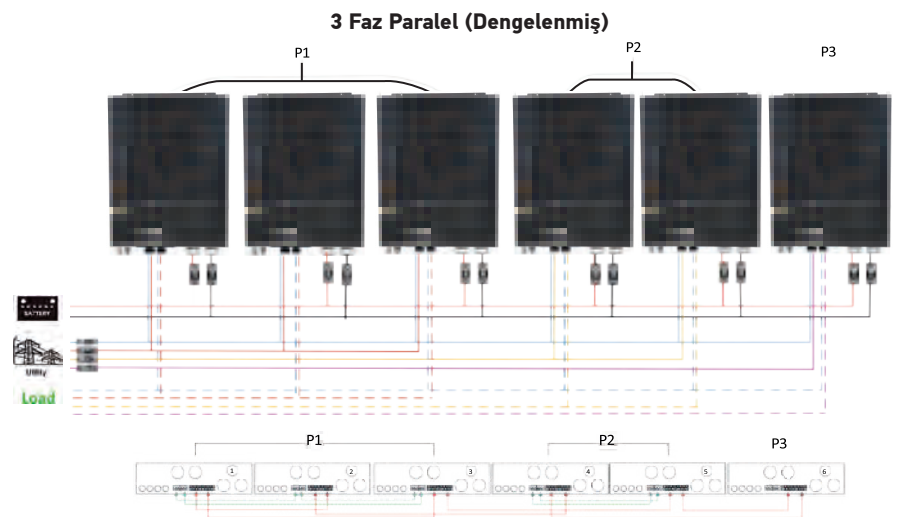 3 Faz Paralel (Dengelenmiş)
P1
P2
P3
BATTERY
Utility
Load
P1
P2
P3
1
2
3
4
5
6